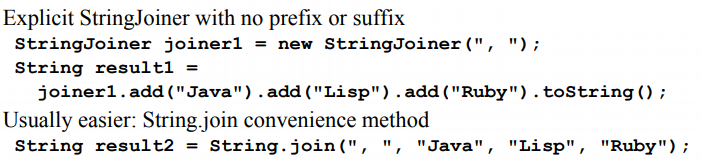 Explicit StringJoiner with no prefix or suffix
StringJoiner joiner1 = new StringJoiner(", ");
String result1 =
joiner1.add("Java").add("Lisp").add("Ruby").toString();
Usually easier: String.join convenience method
String result2 = String.join(", ", "Java", "Lisp", "Ruby");